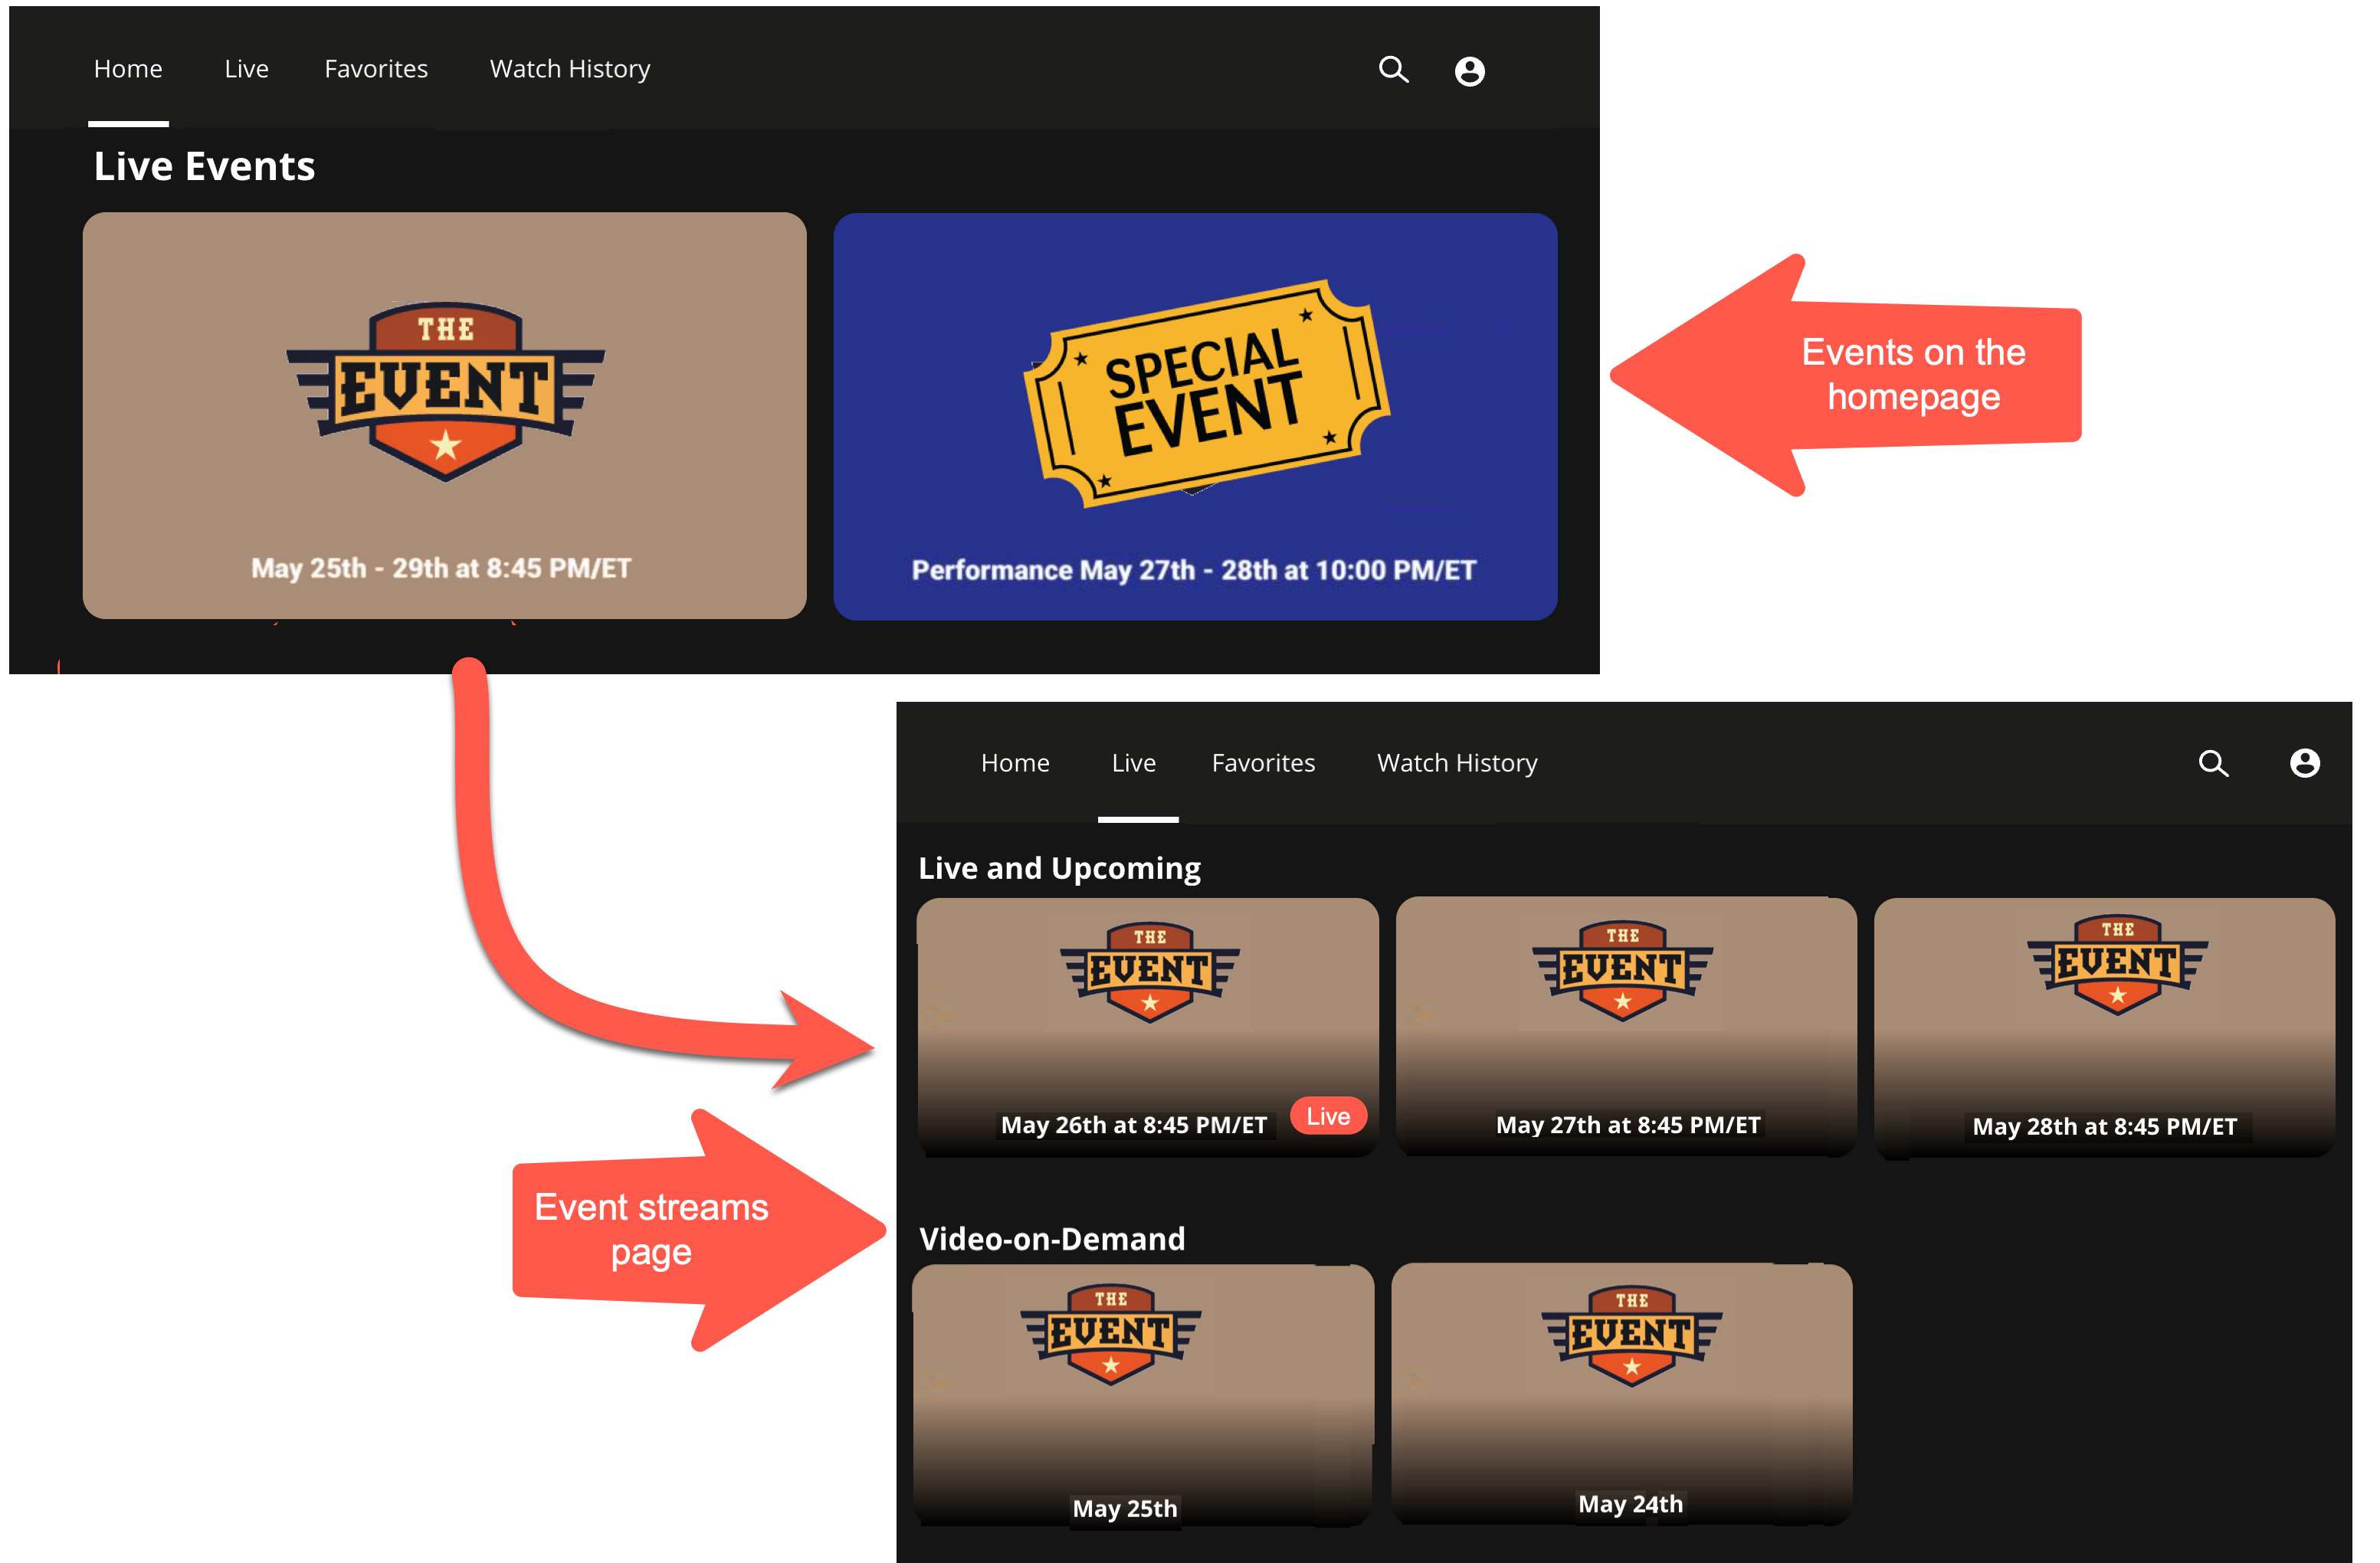 Home Live Favorites Watch History
Live Events
THE
EVENT
May 25th - 29th at 8:45 PM/ET
SPECIAL
EVENT
Performance May 27th - 28th at 10:00 PM/ET
Events on the
homepage
Home Live Favorites Watch History
Live and Upcoming
THE
EVENT
May 26th at 8:45 PM/ET
Live
THE
EVENT
May 27th at 8:45 PM/ET
THE
EVENT
May 28th at 8:45 PM/ET
Event streams
page
Video-on-Demand
THE
EVENT
May 25th
THE
EVENT
May 24th